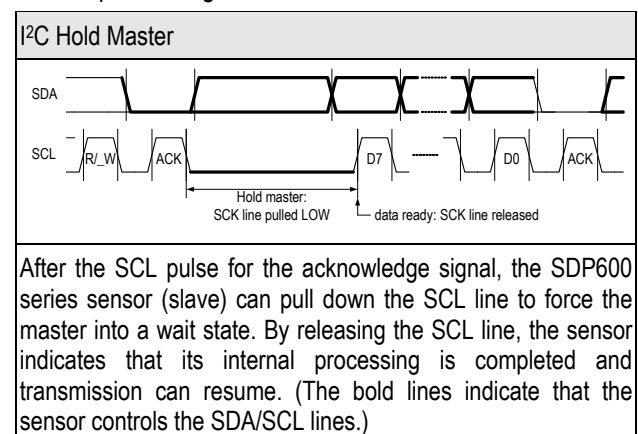 I²C Hold Master
SDA
SCL R/_W ACK D7 D0 ACK
Hold master:
SCK line pulled LOW data ready: SCK line released
After the SCL pulse for the acknowledge signal, the SDP600
series sensor (slave) can pull down the SCL line to force the
master into a wait state. By releasing the SCL line, the sensor
indicates that its internal processing is completed and
transmission can resume. (The bold lines indicate that the
sensor controls the SDA/SCL lines.)